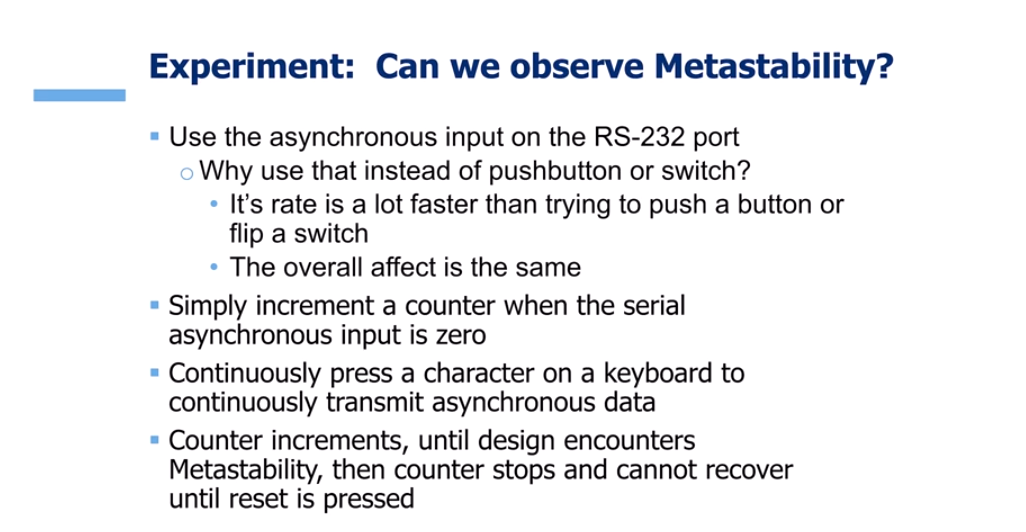 Experiment: Can we observe Metastability?
Use the asynchronous input on the RS-232 port
Why use that instead of pushbutton or switch?
It's rate is a lot faster than trying to push a button or
flip a switch
The overall affect is the same
Simply increment a counter when the serial
asynchronous input is zero
Continuously press a character on a keyboard to
continuously transmit asynchronous data
Counter increments, until design encounters
Metastability, then counter stops and cannot recover
until reset is pressed